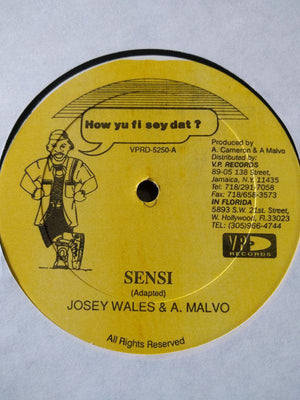 How yu fi sey dat ?
VPRD-5250-A
Produced by
A. Cameron & A Malvo
Distributed by:
V.P. RECORDS
89-05 138 Street,
Jamaica, N.Y. 11435
Tel: 718/291-7058
Fax: 718/658-3573
IN FLORIDA
5893 S.W. 21st. Street,
W. Hollywoort, Fl.33023
TEL: (305)966-4744
VP
RECORDS
SENSI
(Adapted)
JOSEY WALES & A. MALVO
All Rights Reserved